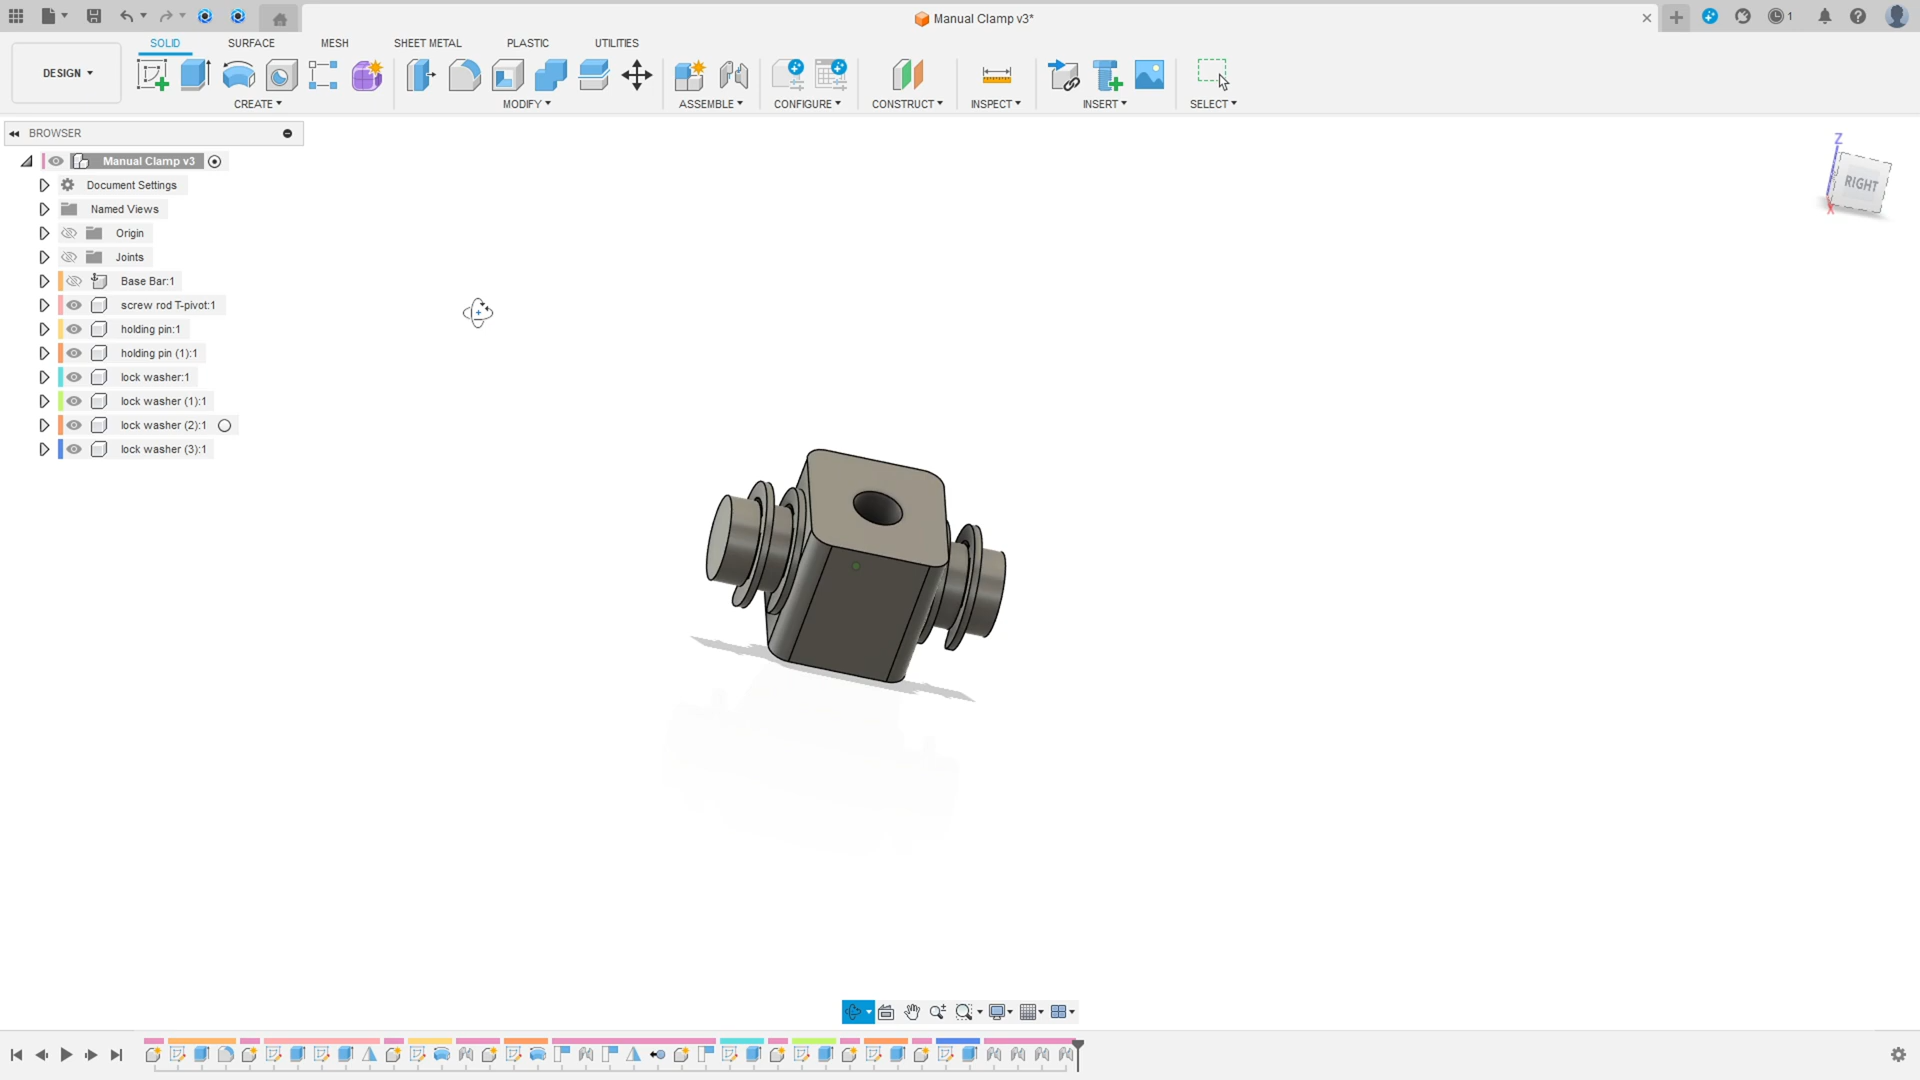 Manual Clamp v3*
1
SOLID SURFACE MESH SHEET METAL PLASTIC UTILITIES
DESIGN
CREATE MODIFY ASSEMBLE CONFIGURE CONSTRUCT INSPECT INSERT SELECT
BROWSER
Manual Clamp v3
Document Settings
Named Views
Origin
Joints
Base Bar:1
screw rod T-pivot:1
holding pin:1
holding pin (1):1
lock washer:1
lock washer (1):1
lock washer (2):1
lock washer (3):1
Z
RIGHT
X